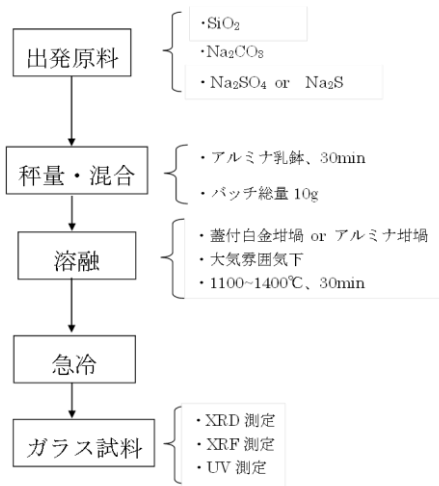 出発原料
・SiO2
・Na2CO3
・Na2SO4 or Na2S
秤量・混合
・アルミナ乳鉢、30min
・バッチ総量 10g
溶融
・蓋付白金坩堝 or アルミナ坩堝
・大気雰囲気下
・1100~1400℃、30min
急冷
ガラス試料
・XRD 測定
・XRF 測定
・UV 測定